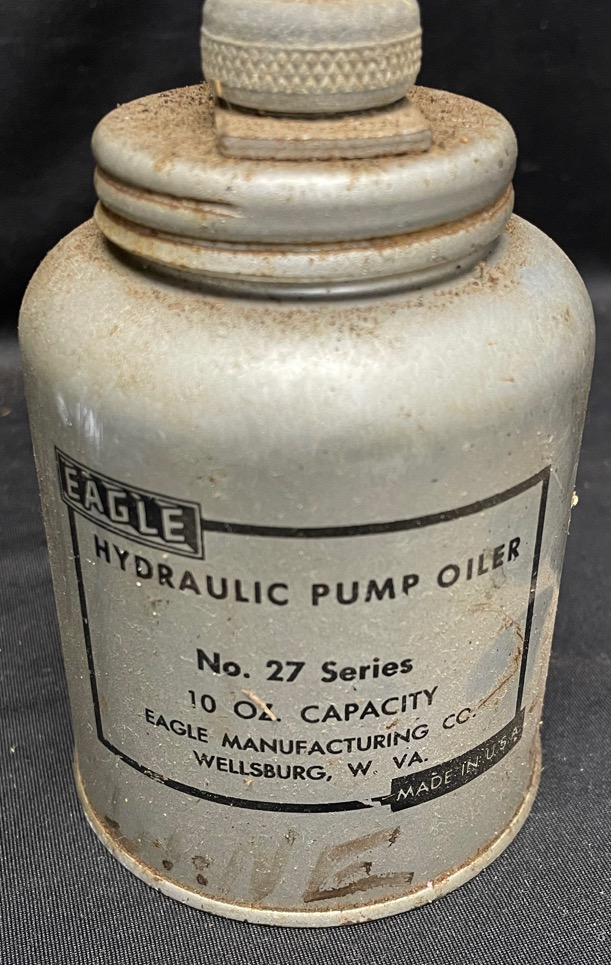 EAGLE
HYDRAULIC PUMP OILER
No. 27 Series
10 OZ. CAPACITY
EAGLE MANUFACTURING CO.
WELLSBURG, W. VA.
MADE IN U.S.A.